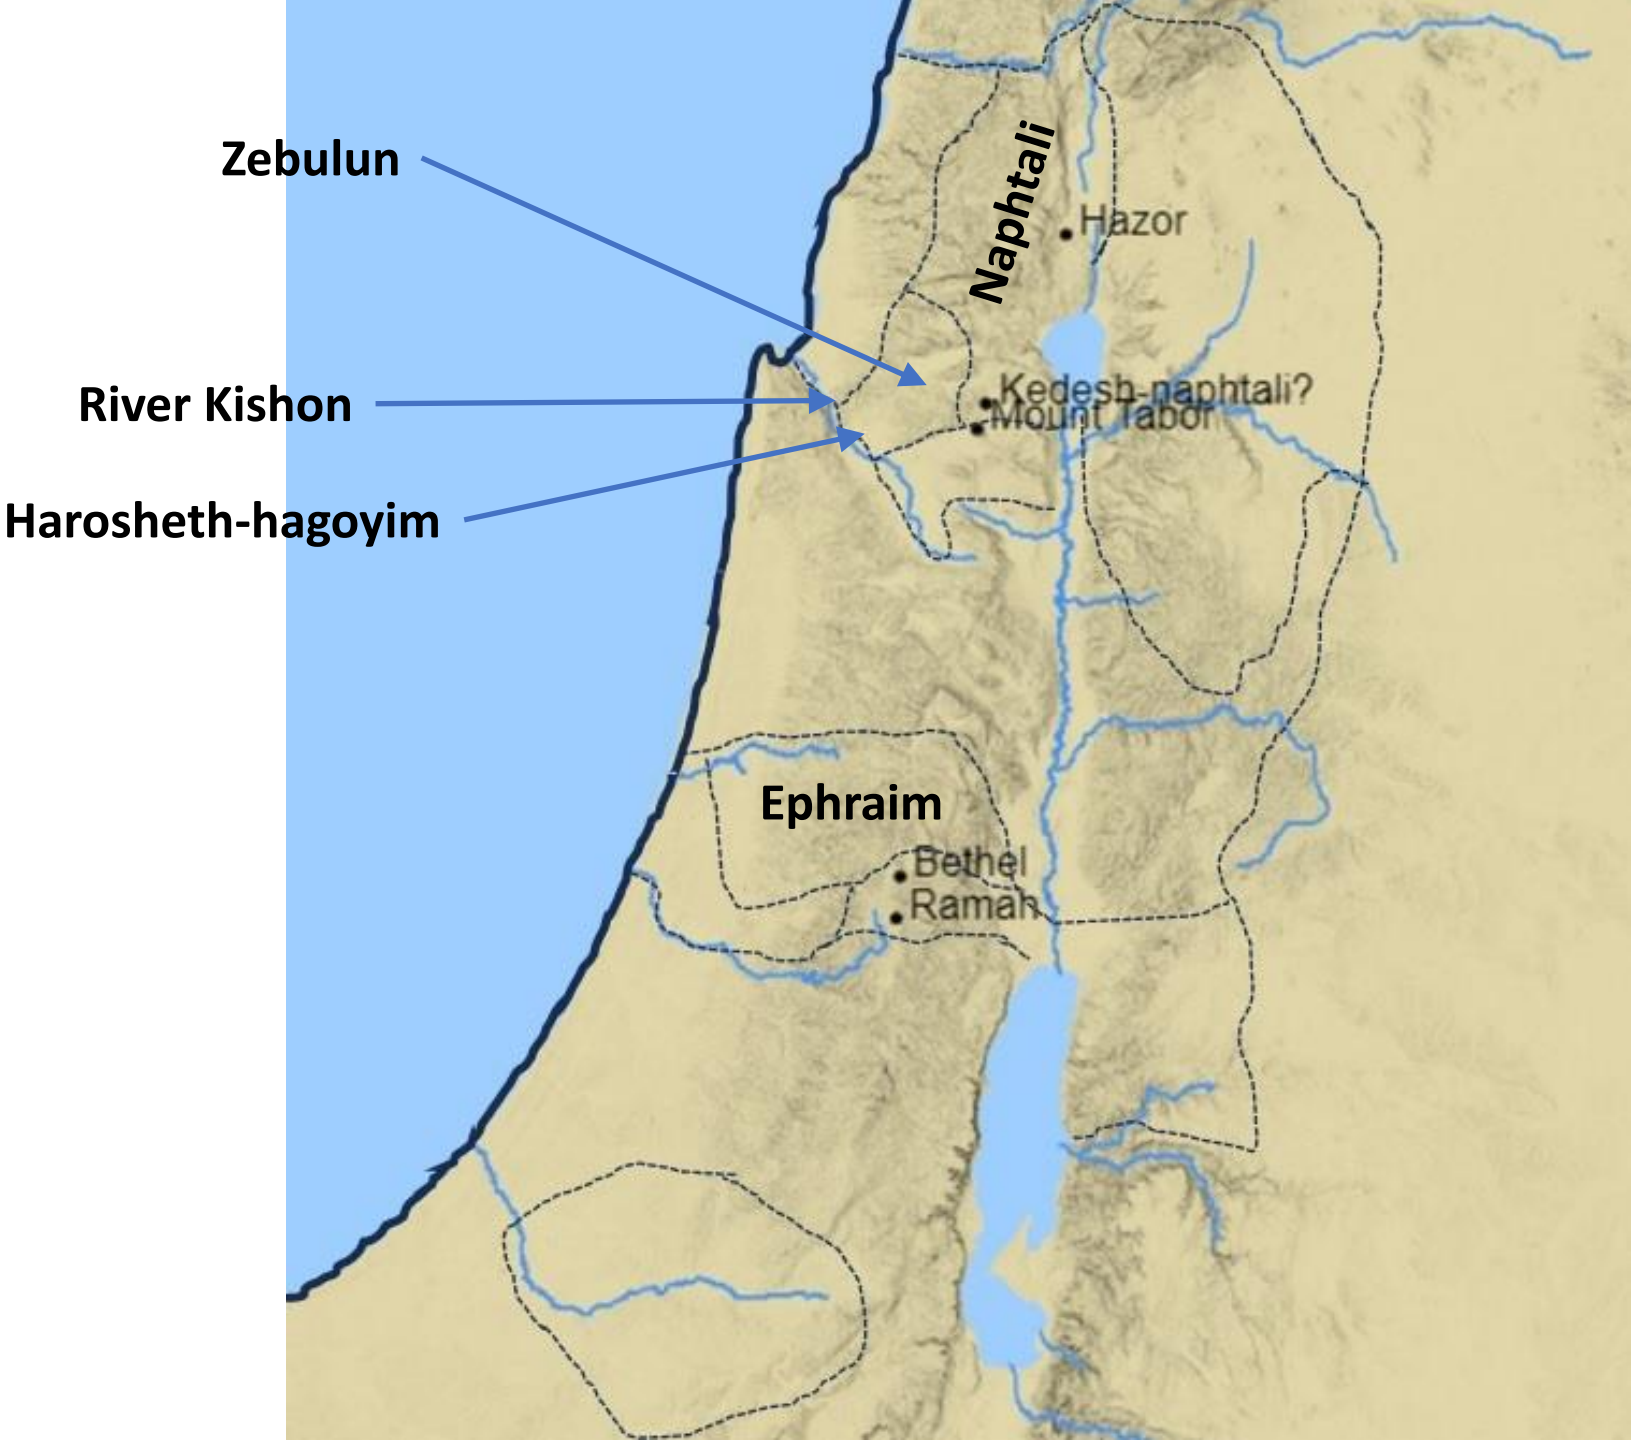 Zebulun
Naphtali
Hazor
River Kishon
Kedesh-naphtali?
Mount Tabor
Harosheth-hagoyim
Ephraim
Bethel
Ramah